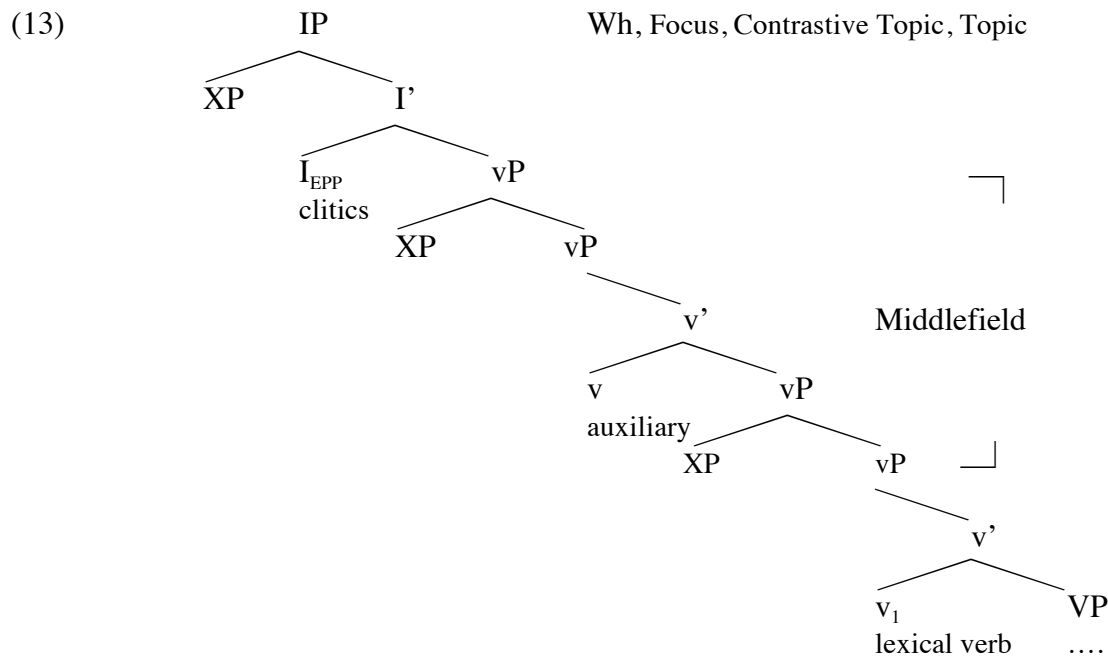 (13) IP Wh, Focus, Contrastive Topic, Topic
XP I’
I_EPP vP
clitics
XP vP
v’ Middlefield
v vP
auxiliary
XP vP
v’
v₁ VP
lexical verb ....